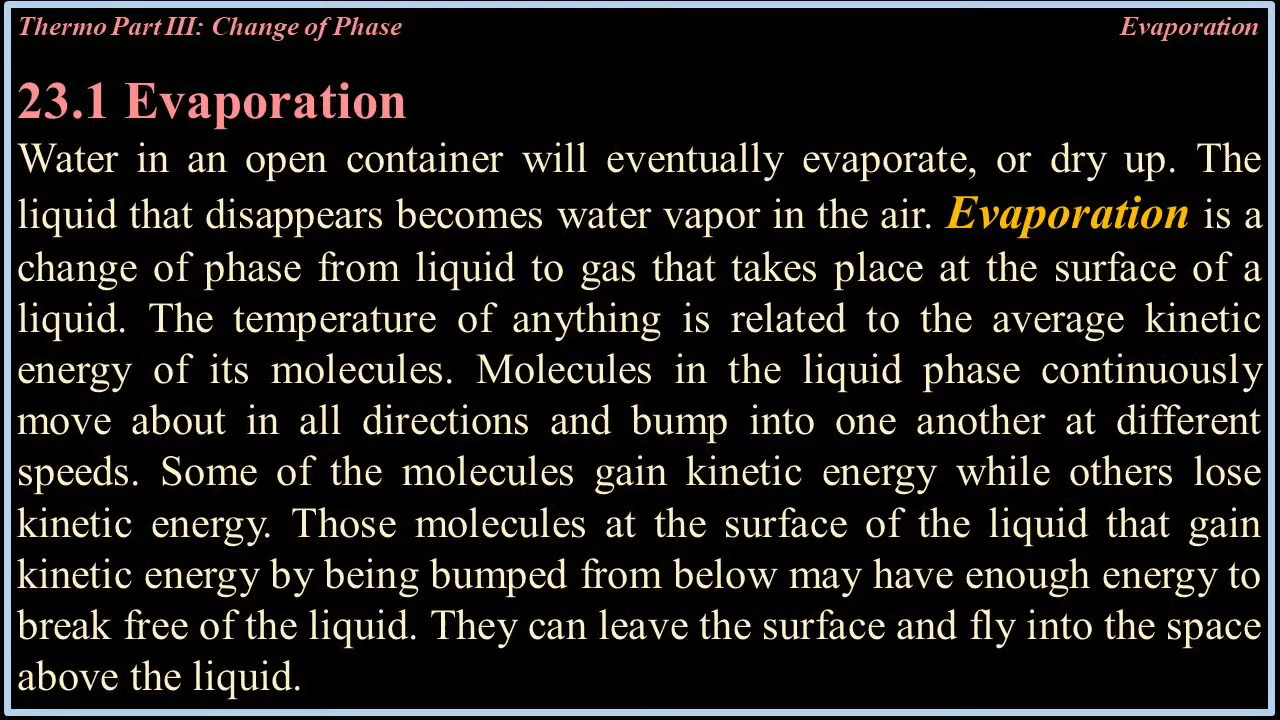 Thermo Part III: Change of Phase
Evaporation
23.1 Evaporation
Water in an open container will eventually evaporate, or dry up. The
liquid that disappears becomes water vapor in the air. Evaporation is a
change of phase from liquid to gas that takes place at the surface of a
liquid. The temperature of anything is related to the average kinetic
energy of its molecules. Molecules in the liquid phase continuously
move about in all directions and bump into one another at different
speeds. Some of the molecules gain kinetic energy while others lose
kinetic energy. Those molecules at the surface of the liquid that gain
kinetic energy by being bumped from below may have enough energy to
break free of the liquid. They can leave the surface and fly into the space
above the liquid.